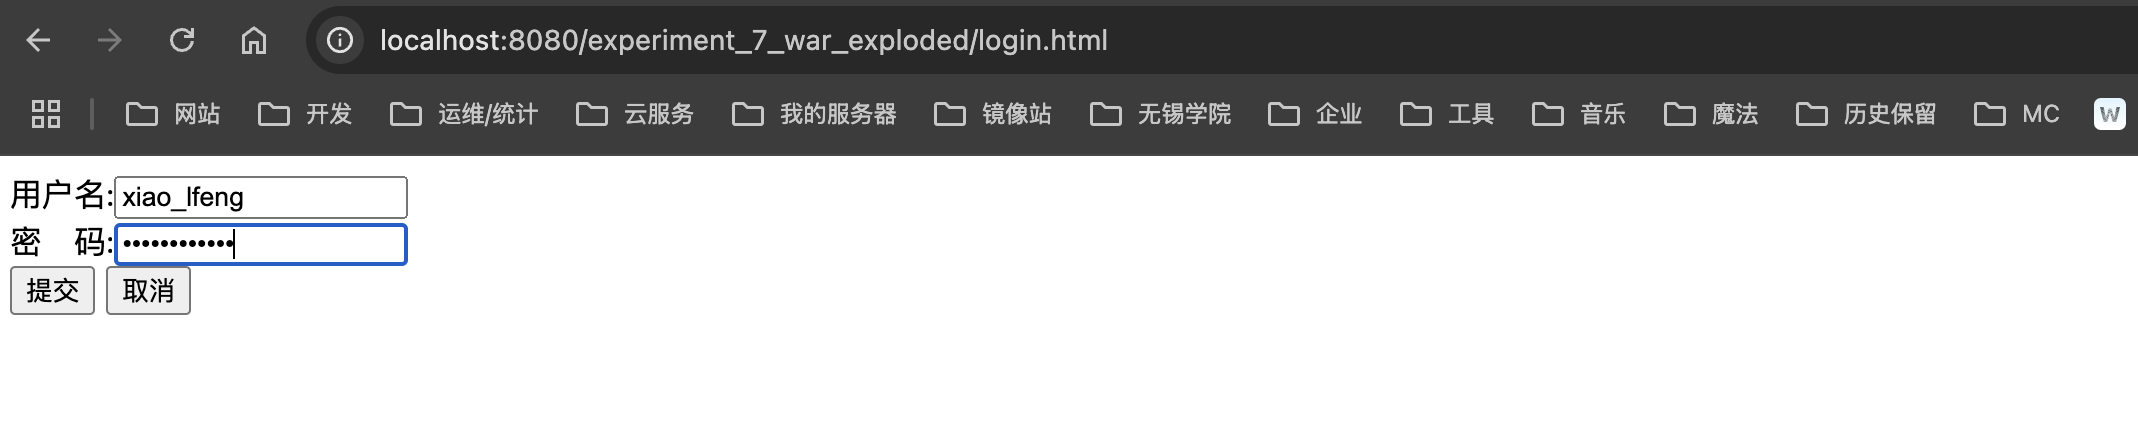 localhost:8080/experiment_7_war_exploded/login.html
网站 开发 运维/统计 云服务 我的服务器 镜像站 无锡学院 企业 工具 音乐 魔法 历史保留 MC W
用户名:xiao_lfeng
密　码:••••••••••••
提交 取消